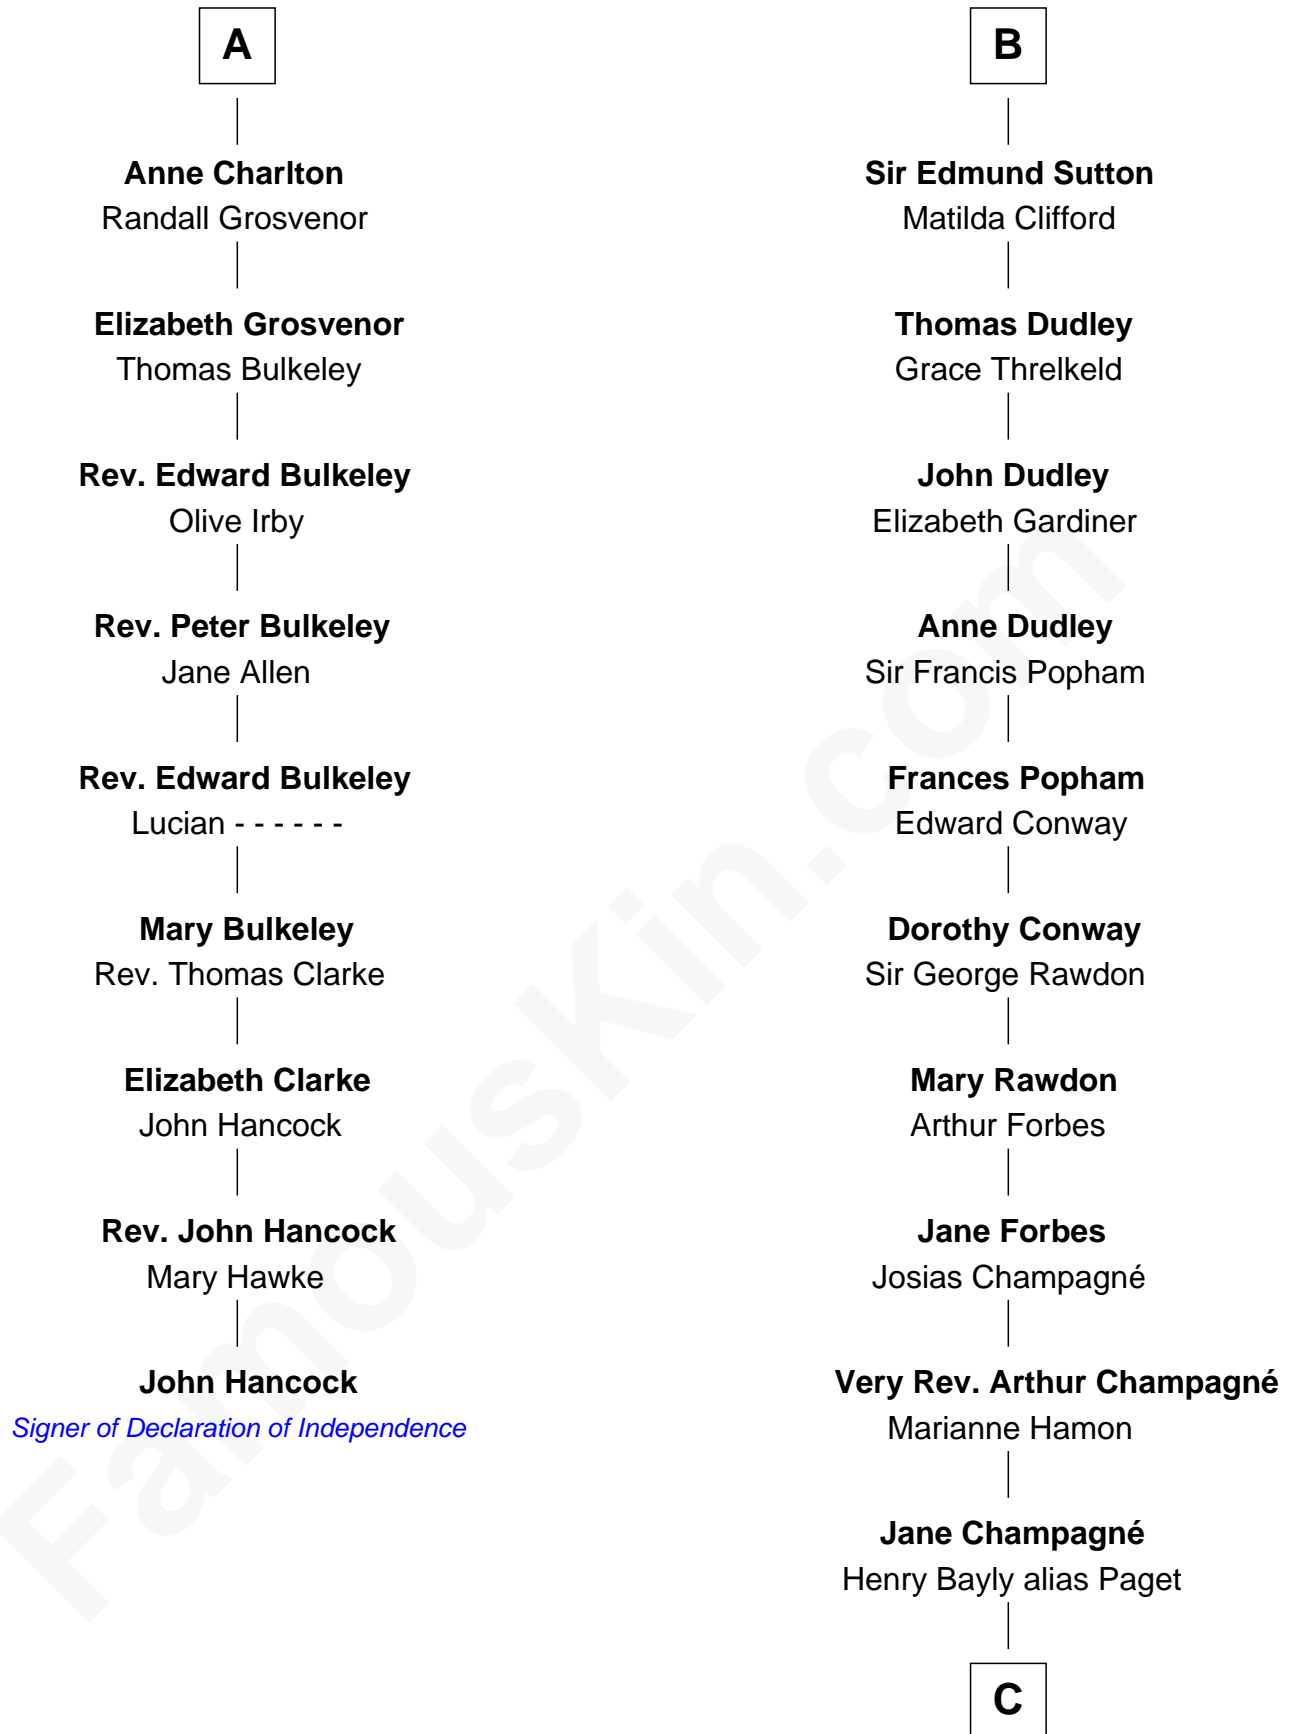 A
Anne Charlton
Randall Grosvenor
Elizabeth Grosvenor
Thomas Bulkeley
Rev. Edward Bulkeley
Olive Irby
Rev. Peter Bulkeley
Jane Allen
Rev. Edward Bulkeley
Lucian - - - - - -
Mary Bulkeley
Rev. Thomas Clarke
Elizabeth Clarke
John Hancock
Rev. John Hancock
Mary Hawke
John Hancock
Signer of Declaration of Independence
B
Sir Edmund Sutton
Matilda Clifford
Thomas Dudley
Grace Threlkeld
John Dudley
Elizabeth Gardiner
Anne Dudley
Sir Francis Popham
Frances Popham
Edward Conway
Dorothy Conway
Sir George Rawdon
Mary Rawdon
Arthur Forbes
Jane Forbes
Josias Champagné
Very Rev. Arthur Champagné
Marianne Hamon
Jane Champagné
Henry Bayly alias Paget
C
FamousKin.com